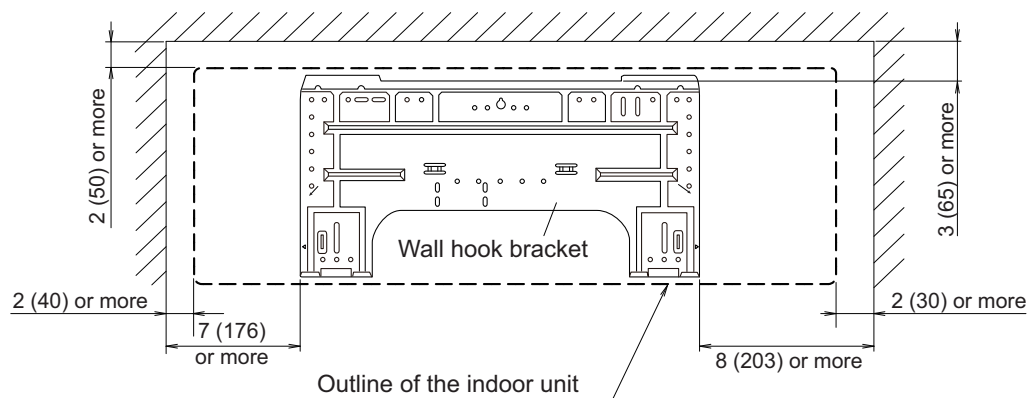 2 (50) or more
3 (65) or more
Wall hook bracket
2 (40) or more
2 (30) or more
7 (176)
or more
8 (203) or more
Outline of the indoor unit